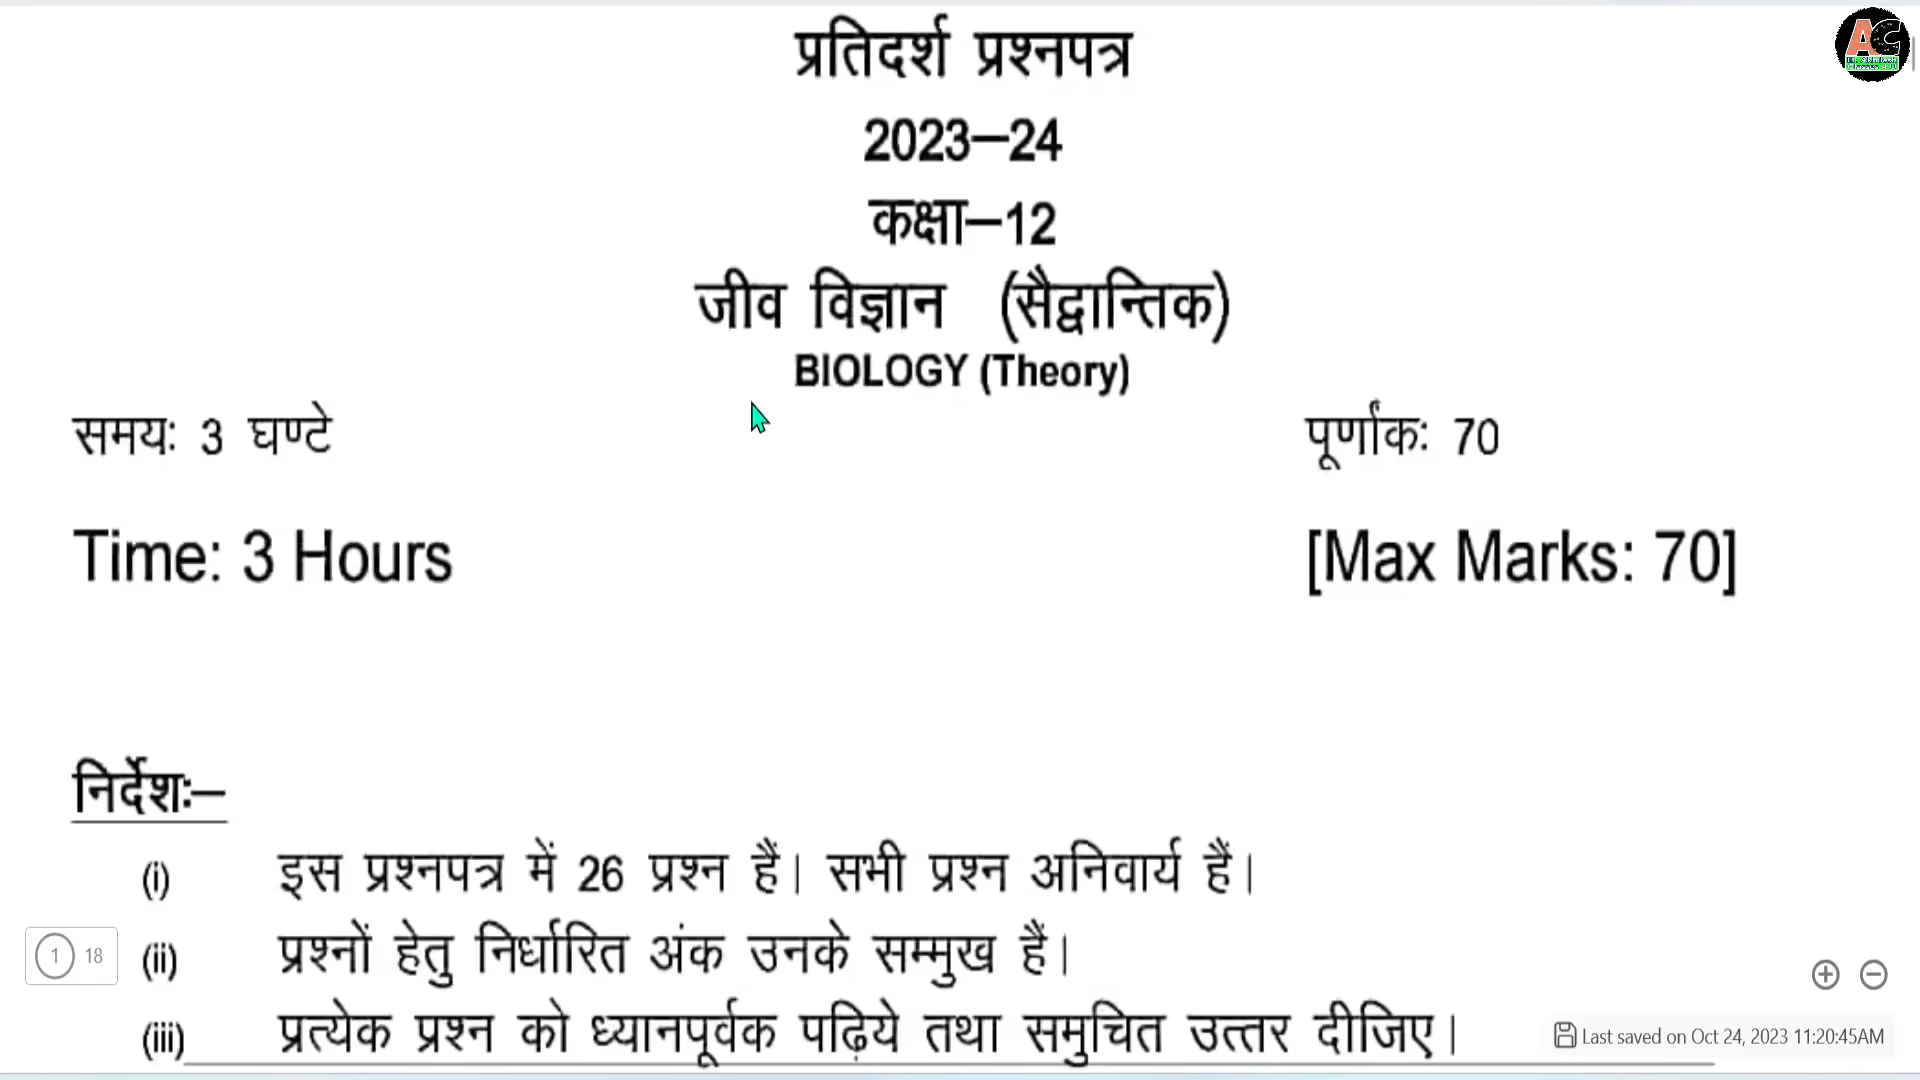 प्रतिदर्श प्रश्नपत्र
2023—24
कक्षा—12
जीव विज्ञान (सैद्वान्तिक)
BIOLOGY (Theory)
समयः 3 घण्टे
पूर्णांकः 70
Time: 3 Hours
[Max Marks: 70]
निर्देशः—
(i) इस प्रश्नपत्र में 26 प्रश्न हैं। सभी प्रश्न अनिवार्य हैं।
(ii) प्रश्नों हेतु निर्धारित अंक उनके सम्मुख हैं।
(iii) प्रत्येक प्रश्न को ध्यानपूर्वक पढ़िये तथा समुचित उत्तर दीजिए।
1 18
Last saved on Oct 24, 2023 11:20:45AM
AC